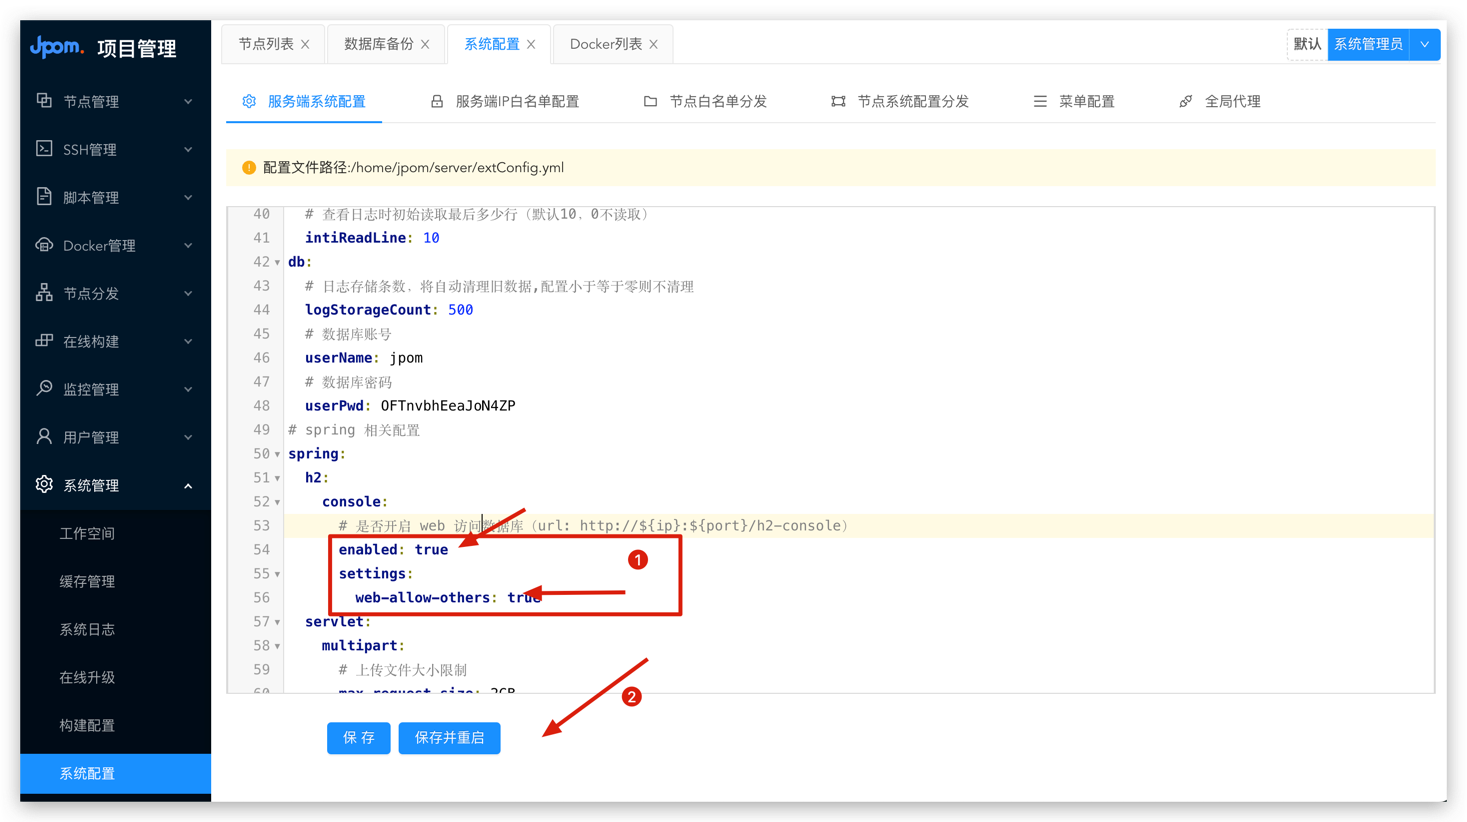 Jpom. 项目管理
节点列表
数据库备份
系统配置
Docker列表
默认
系统管理员
节点管理
SSH管理
脚本管理
Docker管理
节点分发
在线构建
监控管理
用户管理
系统管理
工作空间
缓存管理
系统日志
在线升级
构建配置
系统配置
服务端系统配置
服务端IP白名单配置
节点白名单分发
节点系统配置分发
菜单配置
全局代理
配置文件路径:/home/jpom/server/extConfig.yml
40 # 查看日志时初始读取最后多少行（默认10，0不读取）
41 intiReadLine: 10
42 db:
43 # 日志存储条数，将自动清理旧数据,配置小于等于零则不清理
44 logStorageCount: 500
45 # 数据库账号
46 userName: jpom
47 # 数据库密码
48 userPwd: OFTnvbhEeaJoN4ZP
49 # spring 相关配置
50 spring:
51 h2:
52 console:
53 # 是否开启 web 访问数据库（url: http://${ip}:${port}/h2-console）
54 enabled: true
55 settings:
56 web-allow-others: true
57 servlet:
58 multipart:
59 # 上传文件大小限制
60 max-request-size: 2GB
1
2
保 存
保存并重启